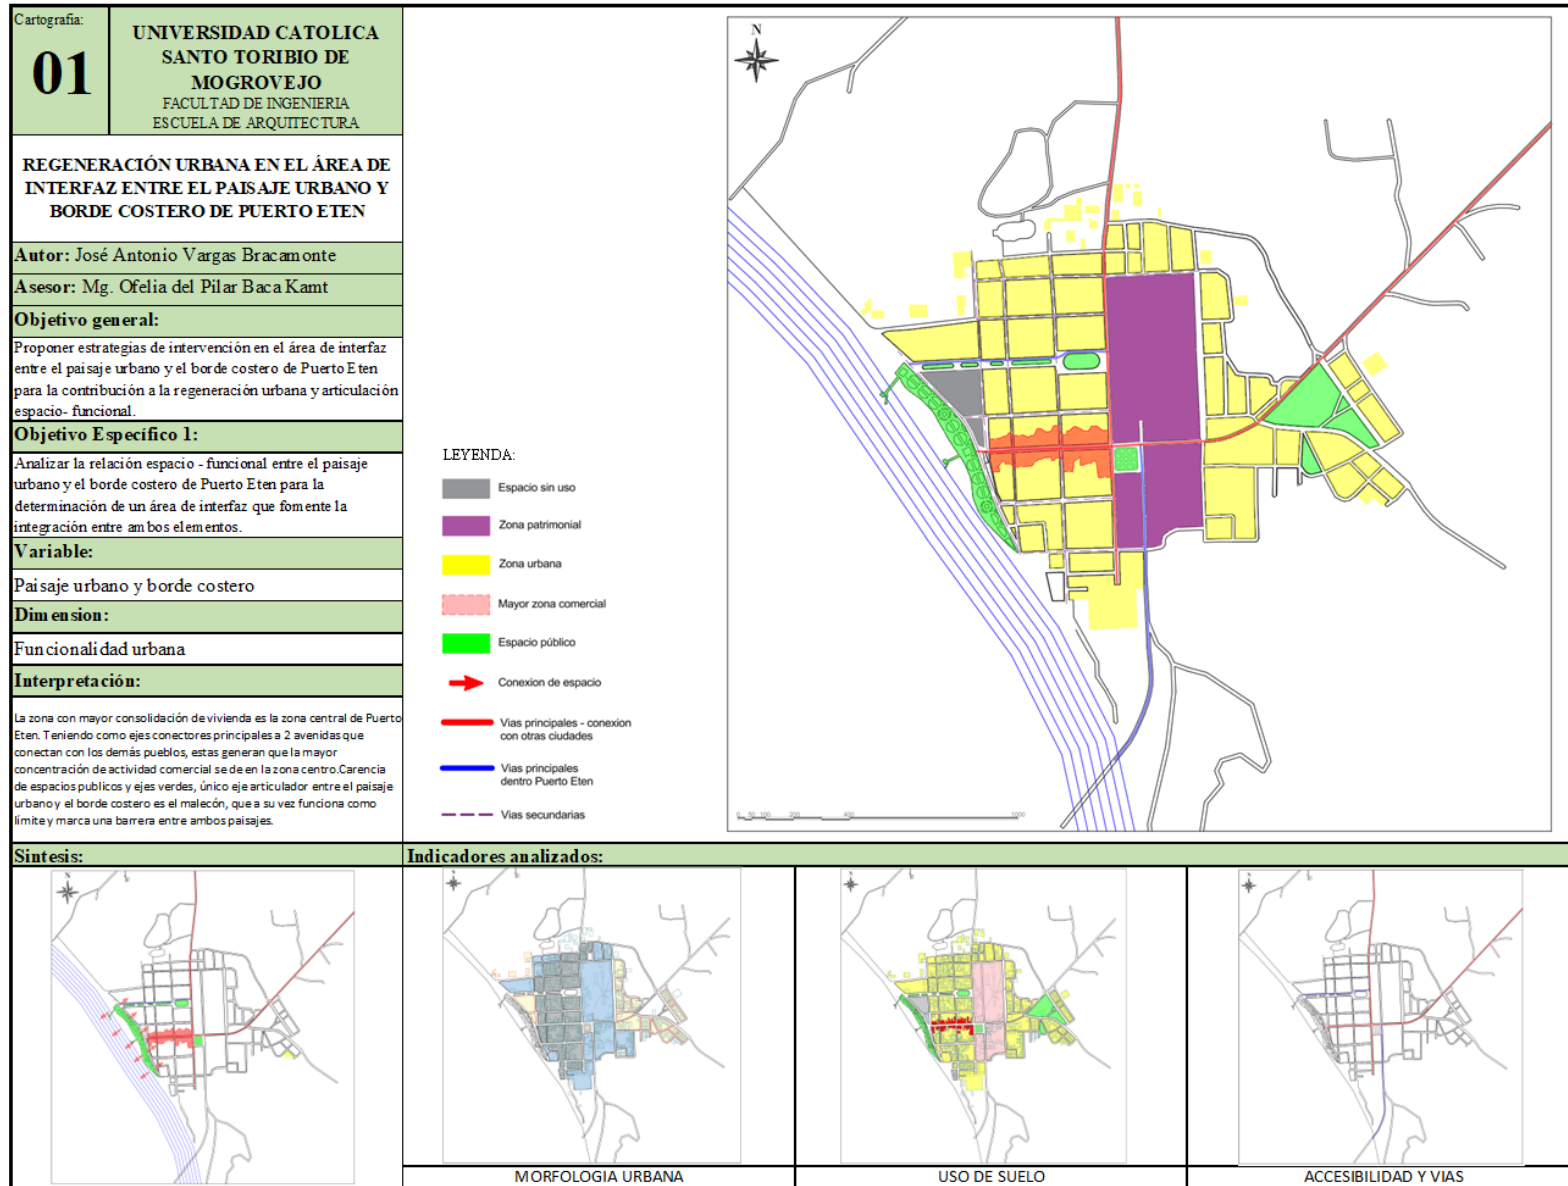 Cartografia:
01
UNIVERSIDAD CATOLICA
SANTO TORIBIO DE
MOGROVEJO
FACULTAD DE INGENIERIA
ESCUELA DE ARQUITECTURA
REGENERACIÓN URBANA EN EL ÁREA DE
INTERFAZ ENTRE EL PAISAJE URBANO Y
BORDE COSTERO DE PUERTO ETEN
Autor: José Antonio Vargas Bracamonte
Asesor: Mg. Ofelia del Pilar Baca Kamt
Objetivo general:
Proponer estrategias de intervención en el área de interfaz
entre el paisaje urbano y el borde costero de Puerto Eten
para la contribución a la regeneración urbana y articulación
espacio- funcional.
Objetivo Específico 1:
Analizar la relación espacio - funcional entre el paisaje
urbano y el borde costero de Puerto Eten para la
determinación de un área de interfaz que fomente la
integración entre ambos elementos.
Variable:
Paisaje urbano y borde costero
Dimension:
Funcionalidad urbana
Interpretación:
La zona con mayor consolidación de vivienda es la zona central de Puerto
Eten. Teniendo como ejes conectores principales a 2 avenidas que
conectan con los demás pueblos, estas generan que la mayor
concentración de actividad comercial se de en la zona centro.Carencia
de espacios publicos y ejes verdes, único eje articulador entre el paisaje
urbano y el borde costero es el malecón, que a su vez funciona como
límite y marca una barrera entre ambos paisajes.
LEYENDA:
Espacio sin uso
Zona patrimonial
Zona urbana
Mayor zona comercial
Espacio público
Conexion de espacio
Vias principales - conexion
con otras ciudades
Vias principales
dentro Puerto Eten
Vias secundarias
N
0 50 100 200 400 1000
Sintesis:
Indicadores analizados:
N
N
N
N
MORFOLOGIA URBANA
USO DE SUELO
ACCESIBILIDAD Y VIAS